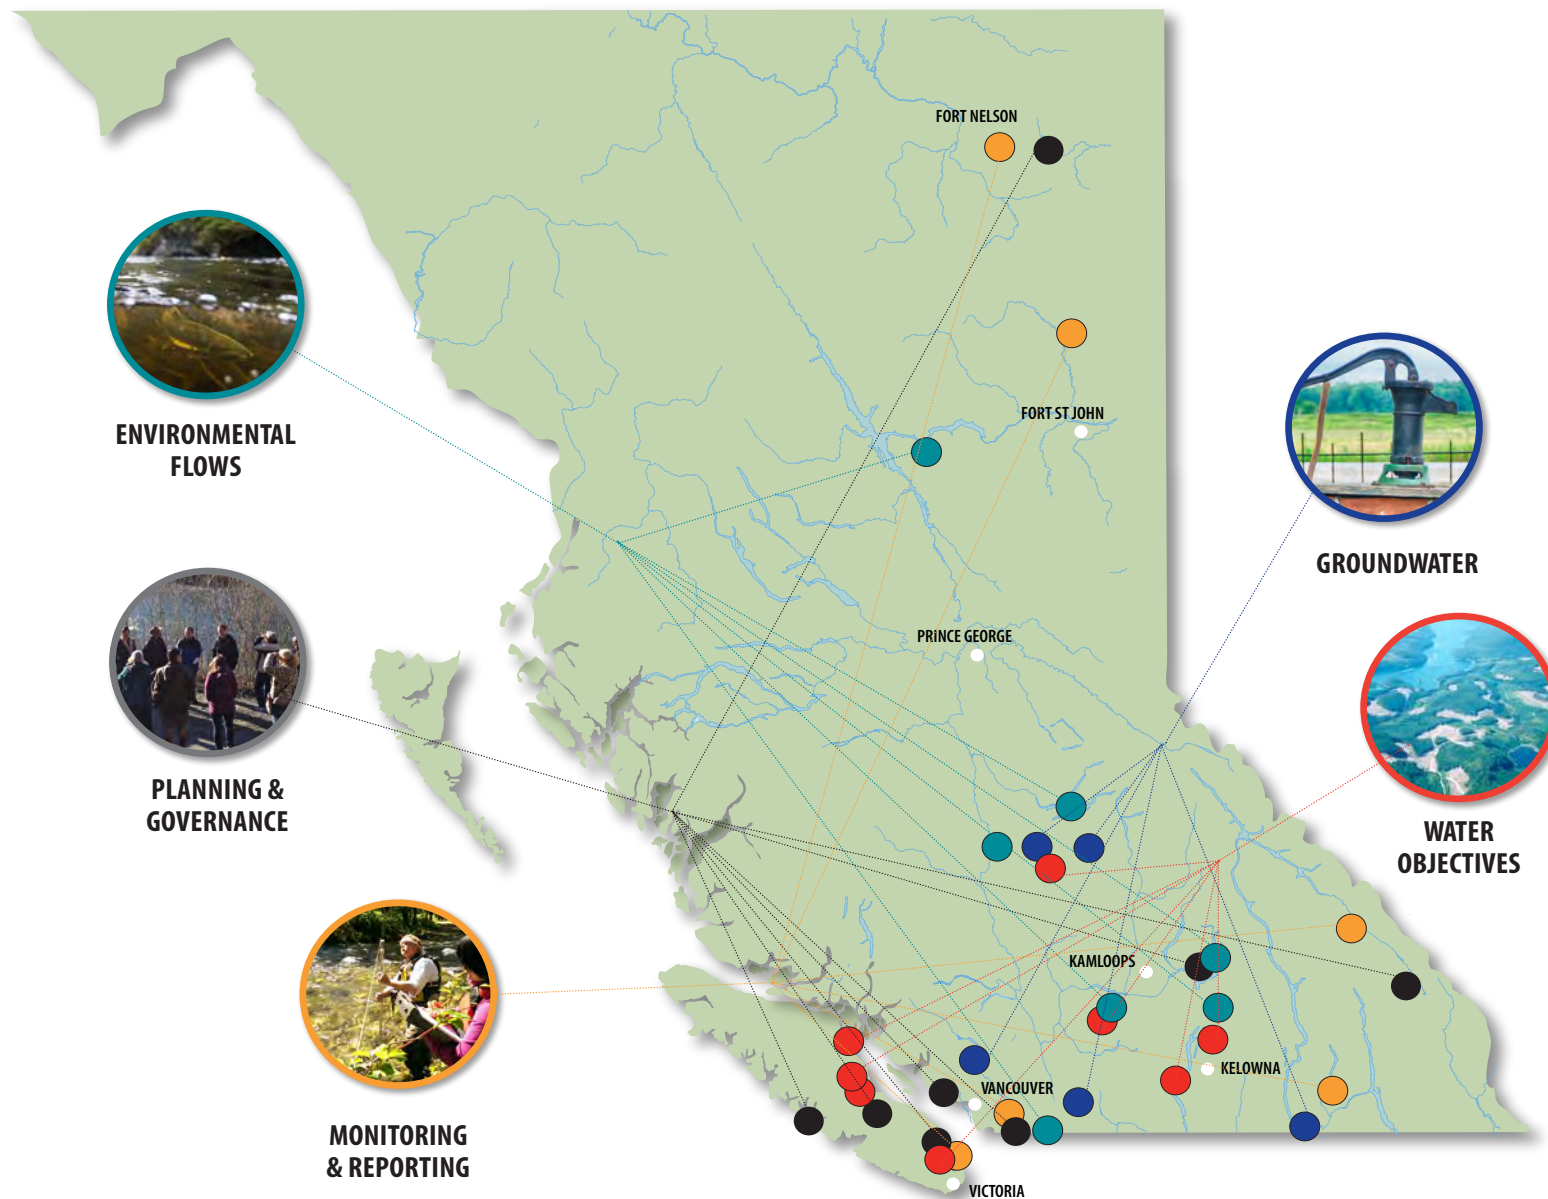 FORT NELSON
FORT ST JOHN
ENVIRONMENTAL
FLOWS
GROUNDWATER
PRINCE GEORGE
PLANNING &
GOVERNANCE
WATER
OBJECTIVES
KAMLOOPS
KELOWNA
VANCOUVER
MONITORING
& REPORTING
VICTORIA